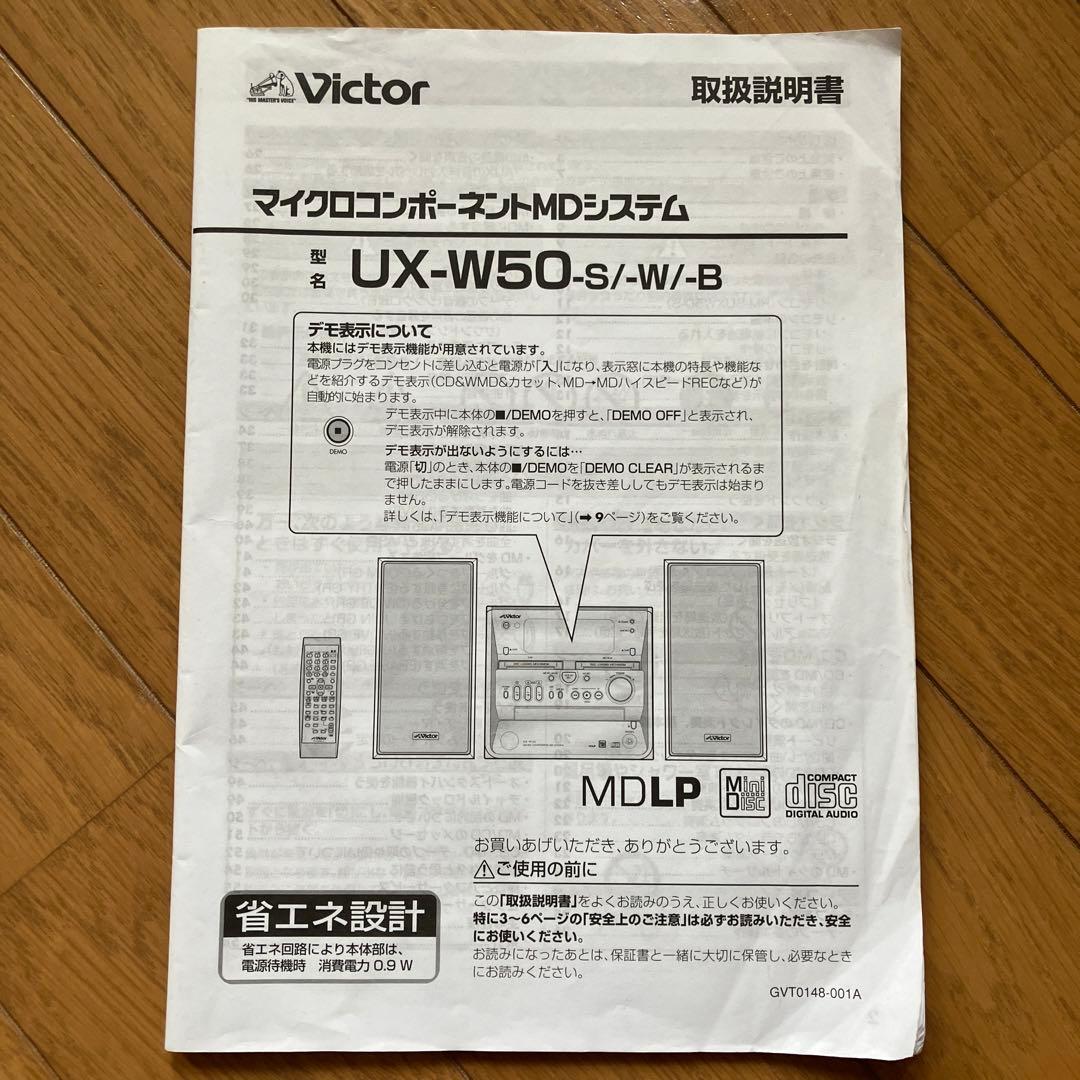 "HIS MASTER'S VOICE"
Victor
取扱説明書
マイクロコンポーネントMDシステム
型名 UX-W50-S/-W/-B
デモ表示について
本機にはデモ表示機能が用意されています。
電源プラグをコンセントに差し込むと電源が「入」になり、表示窓に本機の特長や機能な
どを紹介するデモ表示(CD&WMD&カセット、MD→MDハイスピードRECなど)が
自動的に始まります。
デモ表示中に本体の■/DEMOを押すと、「DEMO OFF」と表示され、
デモ表示が解除されます。
DEMO
デモ表示が出ないようにするには…
電源「切」のとき、本体の■/DEMOを「DEMO CLEAR」が表示されるま
で押したままにします。電源コードを抜き差ししてもデモ表示は始まり
ません。
詳しくは、「デモ表示機能について」(➡9ページ)をご覧ください。
Victor
Victor
Victor
Victor
MDLP
Mini Disc
COMPACT
disc
DIGITAL AUDIO
お買いあげいただき、ありがとうございます。
⚠ご使用の前に
この「取扱説明書」をよくお読みのうえ、正しくお使いください。
特に3〜6ページの「安全上のご注意」は必ずお読みいただき、安全
にお使いください。
お読みになったあとは、保証書と一緒に大切に保管し、必要なとき
にお読みください。
省エネ設計
省エネ回路により本体部は、
電源待機時 消費電力 0.9 W
GVT0148-001A